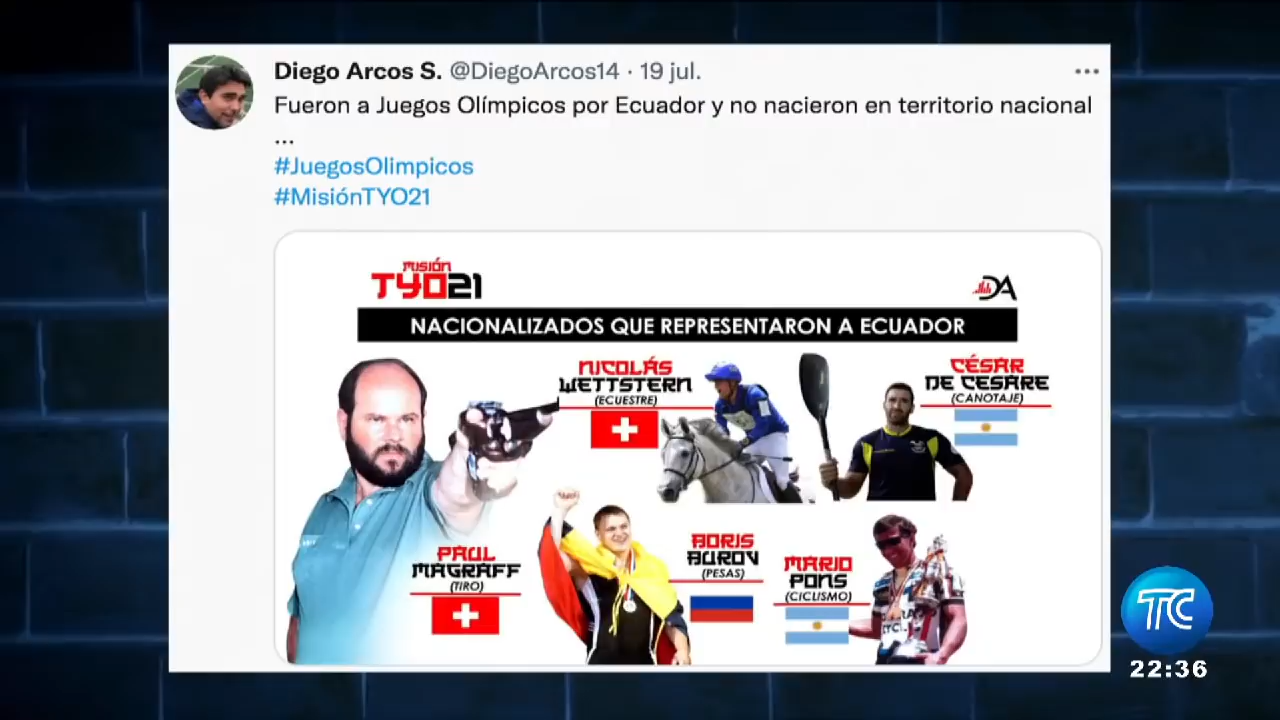 Diego Arcos S. @DiegoArcos14 · 19 jul.
Fueron a Juegos Olímpicos por Ecuador y no nacieron en territorio nacional
...
#JuegosOlimpicos
#MisiónTYO21
MISIÓN
TYO21
DA
NACIONALIZADOS QUE REPRESENTARON A ECUADOR
NICOLÁS
WETTSTERN
(ECUESTRE)
CÉSAR
DE CESARE
(CANOTAJE)
PAUL
MAGRAFF
(TIRO)
BORIS
BUROV
(PESAS)
MARIO
PONS
(CICLISMO)
TC
22:36